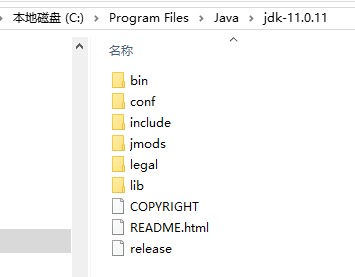 本地磁盘 (C:) › Program Files › Java › jdk-11.0.11
名称
bin
conf
include
jmods
legal
lib
COPYRIGHT
README.html
release